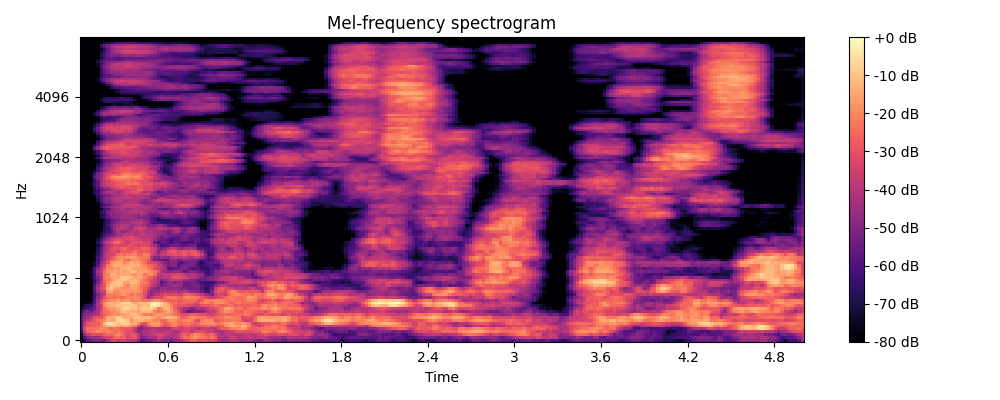 Mel-frequency spectrogram
+0 dB
-10 dB
-20 dB
-30 dB
-40 dB
-50 dB
-60 dB
-70 dB
-80 dB
Hz
4096
2048
1024
512
0
0 0.6 1.2 1.8 2.4 3 3.6 4.2 4.8
Time